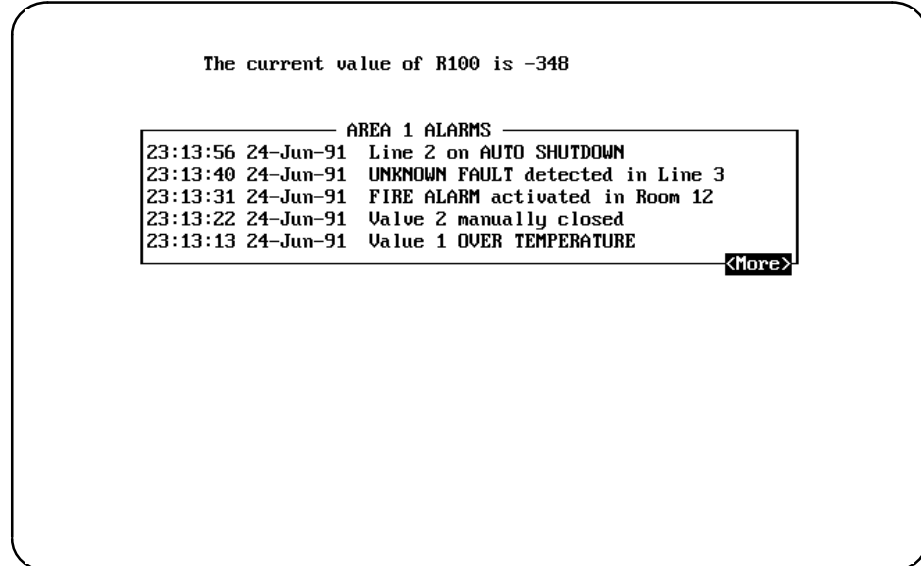 The current value of R100 is -348
AREA 1 ALARMS
23:13:56 24-Jun-91 Line 2 on AUTO SHUTDOWN
23:13:40 24-Jun-91 UNKNOWN FAULT detected in Line 3
23:13:31 24-Jun-91 FIRE ALARM activated in Room 12
23:13:22 24-Jun-91 Valve 2 manually closed
23:13:13 24-Jun-91 Value 1 OVER TEMPERATURE
<More>